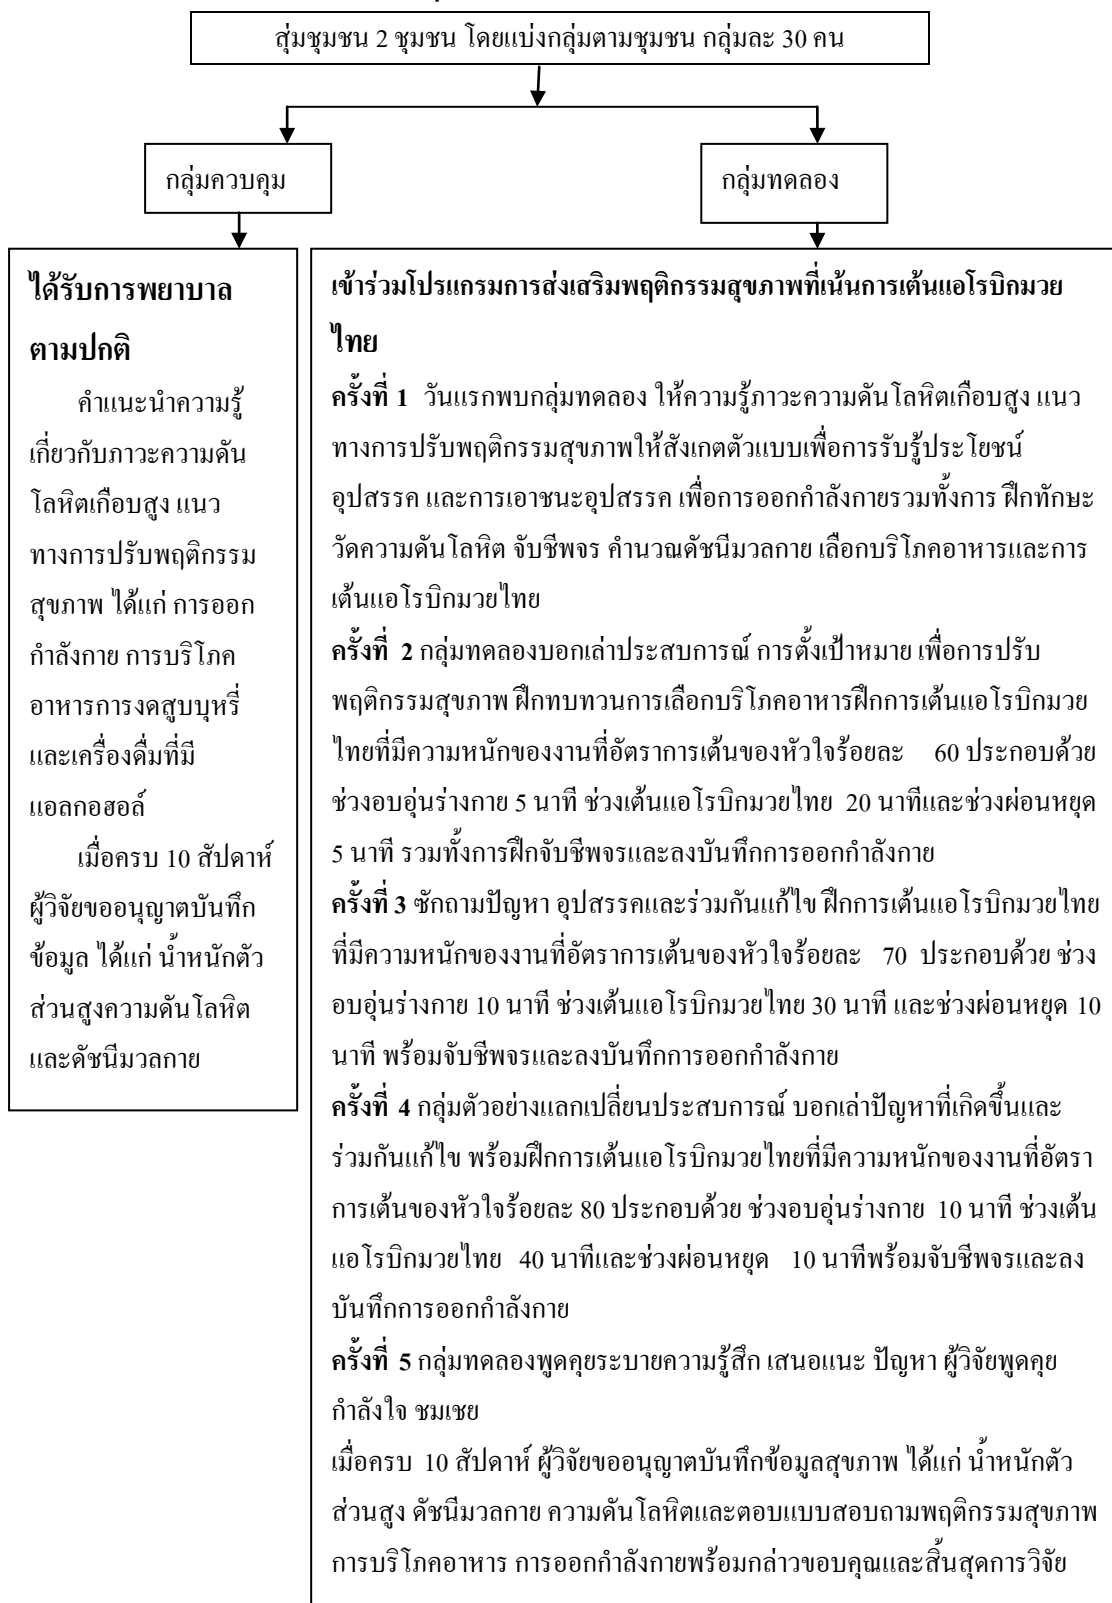 สุ่มชุมชน 2 ชุมชน โดยแบ่งกลุ่มตามชุมชน กลุ่มละ 30 คน
กลุ่มควบคุม
กลุ่มทดลอง
ได้รับการพยาบาล
ตามปกติ
คำแนะนำความรู้
เกี่ยวกับภาวะความดัน
โลหิตเกือบสูง แนว
ทางการปรับพฤติกรรม
สุขภาพ ได้แก่ การออก
กำลังกาย การบริโภค
อาหารการงดสูบบุหรี่
และเครื่องดื่มที่มี
แอลกอฮอล์
เมื่อครบ 10 สัปดาห์
ผู้วิจัยขออนุญาตบันทึก
ข้อมูล ได้แก่ น้ำหนักตัว
ส่วนสูงความดันโลหิต
และดัชนีมวลกาย
เข้าร่วมโปรแกรมการส่งเสริมพฤติกรรมสุขภาพที่เน้นการเต้นแอโรบิกมวย
ไทย
ครั้งที่ 1 วันแรกพบกลุ่มทดลอง ให้ความรู้ภาวะความดันโลหิตเกือบสูง แนว
ทางการปรับพฤติกรรมสุขภาพให้สังเกตตัวแบบเพื่อการรับรู้ประโยชน์
อุปสรรค และการเอาชนะอุปสรรค เพื่อการออกกำลังกายรวมทั้งการ ฝึกทักษะ
วัดความดันโลหิต จับชีพจร คำนวณดัชนีมวลกาย เลือกบริโภคอาหารและการ
เต้นแอโรบิกมวยไทย
ครั้งที่ 2 กลุ่มทดลองบอกเล่าประสบการณ์ การตั้งเป้าหมาย เพื่อการปรับ
พฤติกรรมสุขภาพ ฝึกทบทวนการเลือกบริโภคอาหารฝึกการเต้นแอโรบิกมวย
ไทยที่มีความหนักของงานที่อัตราการเต้นของหัวใจร้อยละ 60 ประกอบด้วย
ช่วงอบอุ่นร่างกาย 5 นาที ช่วงเต้นแอโรบิกมวยไทย 20 นาทีและช่วงผ่อนหยุด
5 นาที รวมทั้งการฝึกจับชีพจรและลงบันทึกการออกกำลังกาย
ครั้งที่ 3 ซักถามปัญหา อุปสรรคและร่วมกันแก้ไข ฝึกการเต้นแอโรบิกมวยไทย
ที่มีความหนักของงานที่อัตราการเต้นของหัวใจร้อยละ 70 ประกอบด้วย ช่วง
อบอุ่นร่างกาย 10 นาที ช่วงเต้นแอโรบิกมวยไทย 30 นาที และช่วงผ่อนหยุด 10
นาที พร้อมจับชีพจรและลงบันทึกการออกกำลังกาย
ครั้งที่ 4 กลุ่มตัวอย่างแลกเปลี่ยนประสบการณ์ บอกเล่าปัญหาที่เกิดขึ้นและ
ร่วมกันแก้ไข พร้อมฝึกการเต้นแอโรบิกมวยไทยที่มีความหนักของงานที่อัตรา
การเต้นของหัวใจร้อยละ 80 ประกอบด้วย ช่วงอบอุ่นร่างกาย 10 นาที ช่วงเต้น
แอโรบิกมวยไทย 40 นาทีและช่วงผ่อนหยุด 10 นาทีพร้อมจับชีพจรและลง
บันทึกการออกกำลังกาย
ครั้งที่ 5 กลุ่มทดลองพูดคุยระบายความรู้สึก เสนอแนะ ปัญหา ผู้วิจัยพูดคุย
กำลังใจ ชมเชย
เมื่อครบ 10 สัปดาห์ ผู้วิจัยขออนุญาตบันทึกข้อมูลสุขภาพ ได้แก่ น้ำหนักตัว
ส่วนสูง ดัชนีมวลกาย ความดันโลหิตและตอบแบบสอบถามพฤติกรรมสุขภาพ
การบริโภคอาหาร การออกกำลังกายพร้อมกล่าวขอบคุณและสิ้นสุดการวิจัย